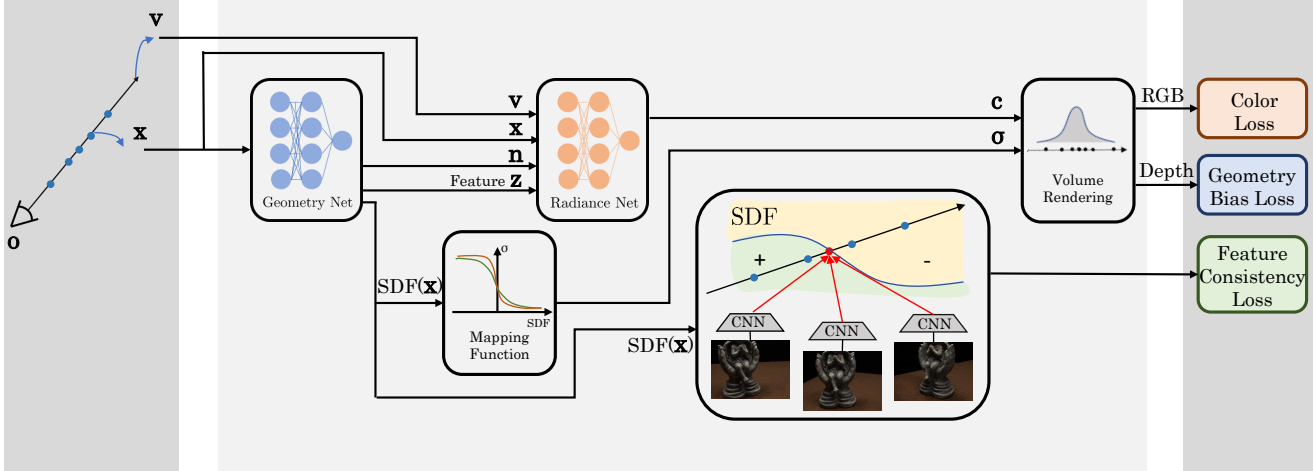 v
x
o
Geometry Net
v
x
n
Feature z
Radiance Net
SDF(x)
σ
SDF
Mapping
Function
SDF(x)
SDF
+
-
CNN
CNN
CNN
c
σ
Volume
Rendering
RGB
Depth
Color
Loss
Geometry
Bias Loss
Feature
Consistency
Loss